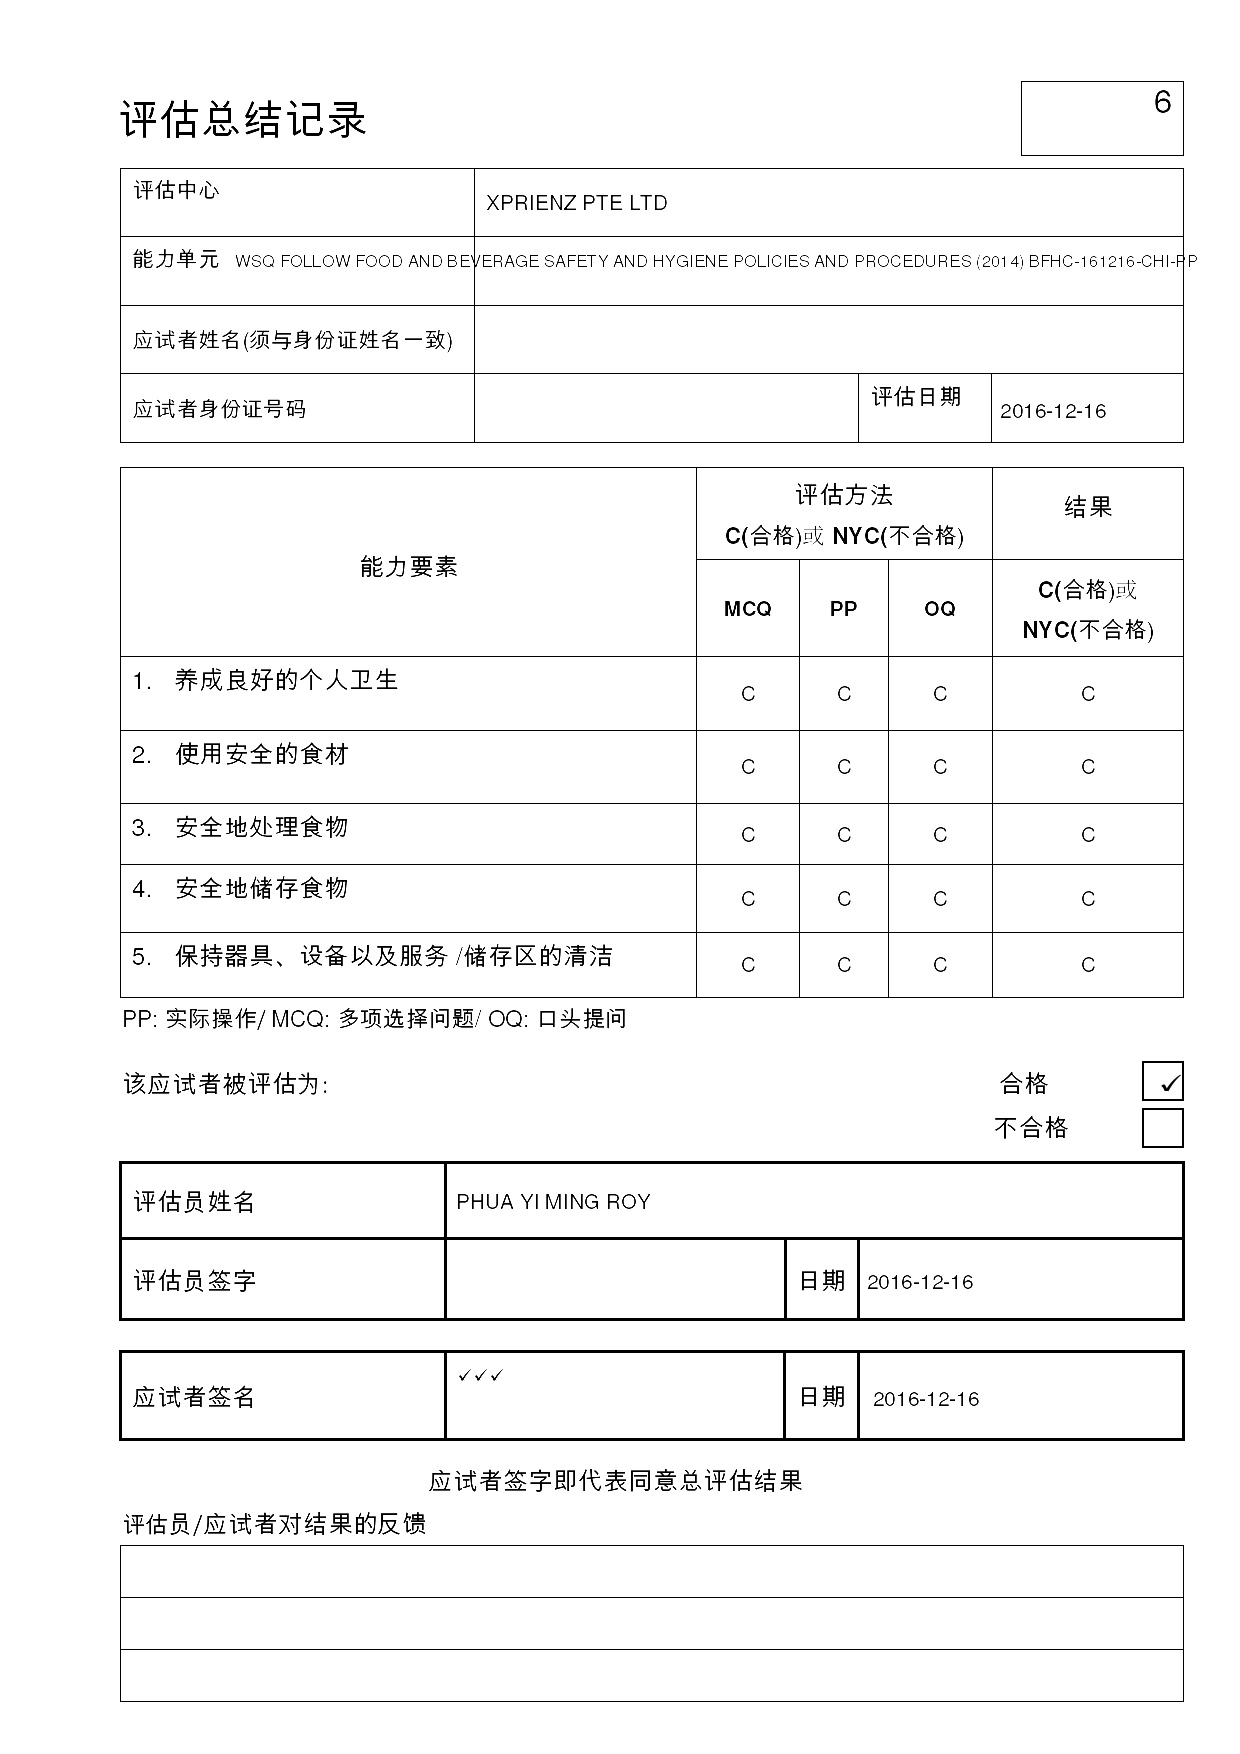 评估总结记录
6
评估中心
XPRIENZ PTE LTD
能力单元 WSQ FOLLOW FOOD AND BEVERAGE SAFETY AND HYGIENE POLICIES AND PROCEDURES (2014) BFHC-161216-CHI-PP
应试者姓名(须与身份证姓名一致)
应试者身份证号码
评估日期
2016-12-16
能力要素
评估方法
C(合格)或 NYC(不合格)
结果
MCQ PP OQ
C(合格)或
NYC(不合格)
1. 养成良好的个人卫生 C C C C
2. 使用安全的食材 C C C C
3. 安全地处理食物 C C C C
4. 安全地储存食物 C C C C
5. 保持器具、设备以及服务 /储存区的清洁 C C C C
PP: 实际操作/ MCQ: 多项选择问题/ OQ: 口头提问
该应试者被评估为:
合格 ✓
不合格
评估员姓名 PHUA YI MING ROY
评估员签字 日期 2016-12-16
应试者签名 ✓✓✓ 日期 2016-12-16
应试者签字即代表同意总评估结果
评估员/应试者对结果的反馈